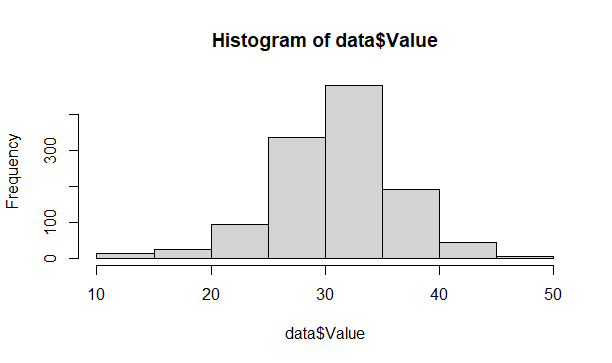 Histogram of data$Value
Frequency
300
100
0
10 20 30 40 50
data$Value